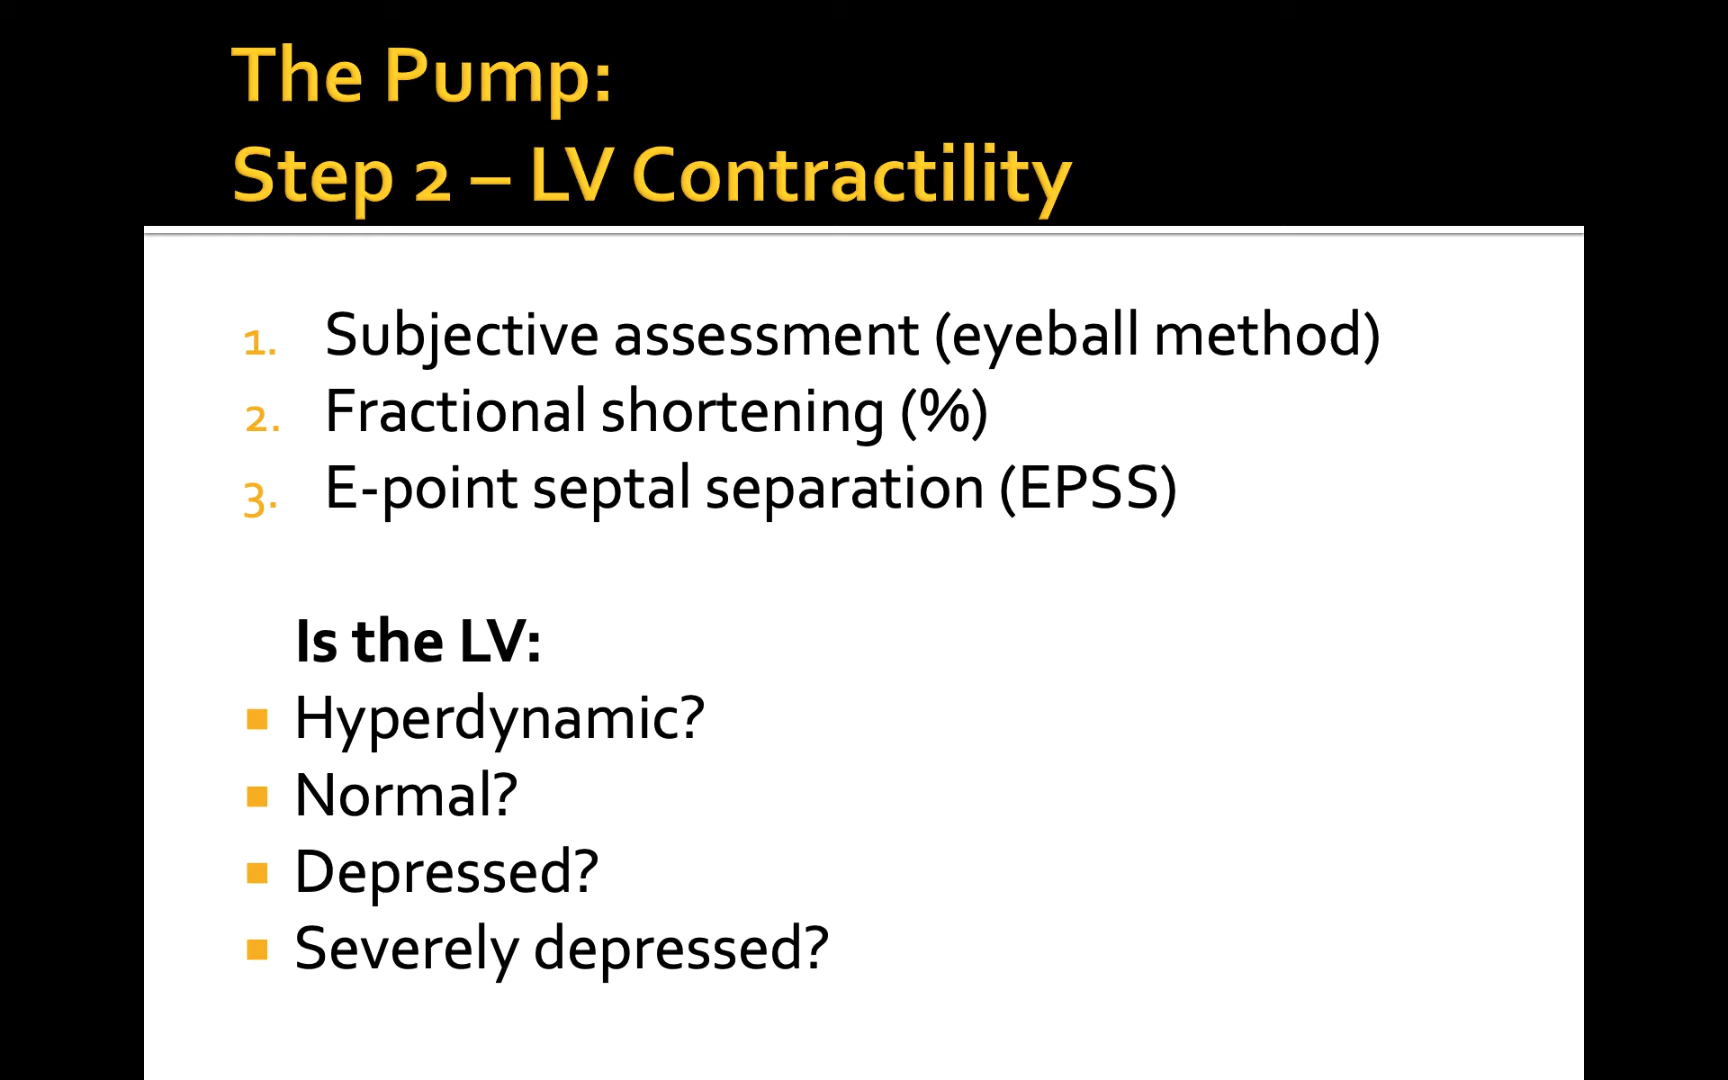 The Pump:
Step 2 – LV Contractility
1. Subjective assessment (eyeball method)
2. Fractional shortening (%)
3. E-point septal separation (EPSS)
Is the LV:
■ Hyperdynamic?
■ Normal?
■ Depressed?
■ Severely depressed?